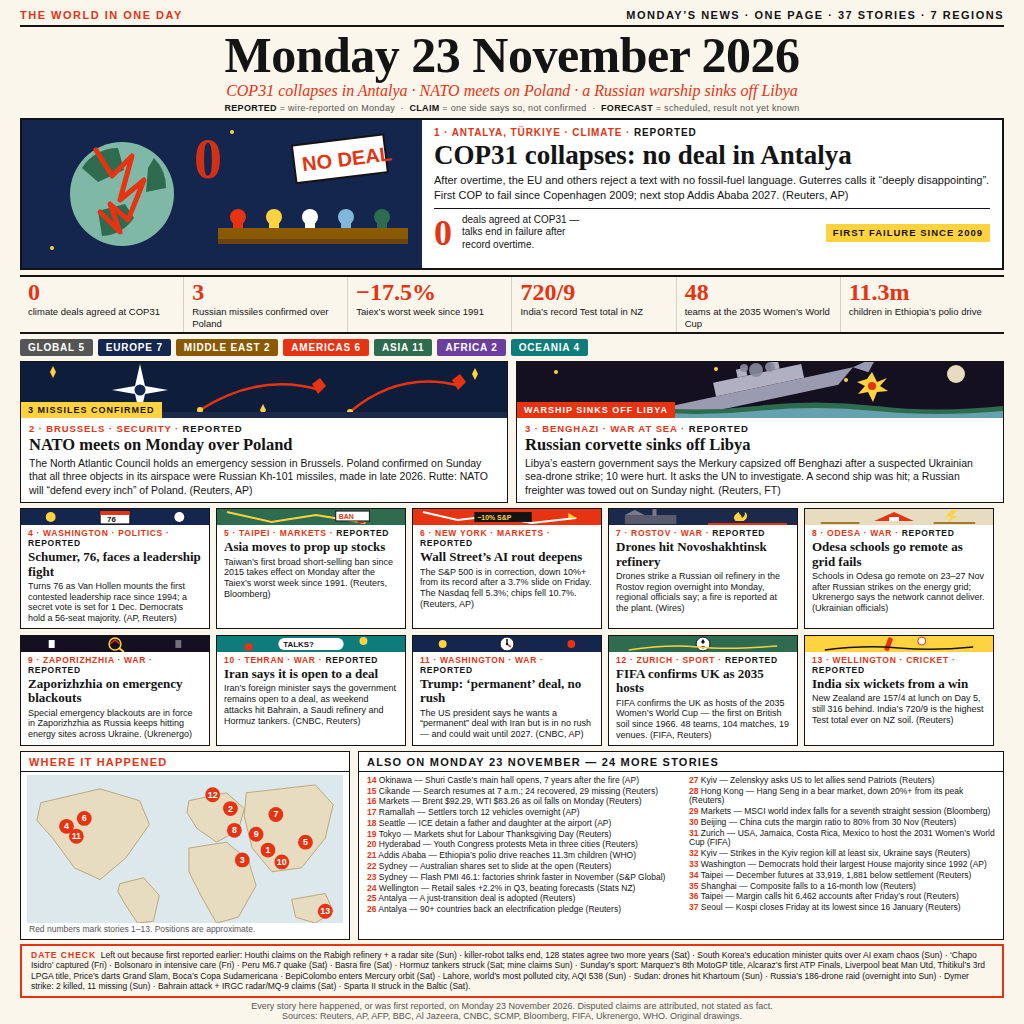 THE WORLD IN ONE DAY
MONDAY'S NEWS · ONE PAGE · 37 STORIES · 7 REGIONS
Monday 23 November 2026
COP31 collapses in Antalya · NATO meets on Poland · a Russian warship sinks off Libya
REPORTED = wire-reported on Monday · CLAIM = one side says so, not confirmed · FORECAST = scheduled, result not yet known
0
NO DEAL
1 · ANTALYA, TÜRKIYE · CLIMATE · REPORTED
COP31 collapses: no deal in Antalya
After overtime, the EU and others reject a text with no fossil-fuel language. Guterres calls it “deeply disappointing”.
First COP to fail since Copenhagen 2009; next stop Addis Ababa 2027. (Reuters, AP)
0
deals agreed at COP31 —
talks end in failure after
record overtime.
FIRST FAILURE SINCE 2009
0
climate deals agreed at COP31
3
Russian missiles confirmed over
Poland
−17.5%
Taiex’s worst week since 1991
720/9
India’s record Test total in NZ
48
teams at the 2035 Women’s World
Cup
11.3m
children in Ethiopia’s polio drive
GLOBAL 5
EUROPE 7
MIDDLE EAST 2
AMERICAS 6
ASIA 11
AFRICA 2
OCEANIA 4
3 MISSILES CONFIRMED
2 · BRUSSELS · SECURITY · REPORTED
NATO meets on Monday over Poland
The North Atlantic Council holds an emergency session in Brussels. Poland confirmed on Sunday
that all three objects in its airspace were Russian Kh-101 missiles, made in late 2026. Rutte: NATO
will “defend every inch” of Poland. (Reuters, AP)
WARSHIP SINKS OFF LIBYA
3 · BENGHAZI · WAR AT SEA · REPORTED
Russian corvette sinks off Libya
Libya’s eastern government says the Merkury capsized off Benghazi after a suspected Ukrainian
sea-drone strike; 10 were hurt. It asks the UN to investigate. A second ship was hit; a Russian
freighter was towed out on Sunday night. (Reuters, FT)
76
4 · WASHINGTON · POLITICS ·
REPORTED
Schumer, 76, faces a leadership
fight
Turns 76 as Van Hollen mounts the first
contested leadership race since 1994; a
secret vote is set for 1 Dec. Democrats
hold a 56-seat majority. (AP, Reuters)
BAN
5 · TAIPEI · MARKETS · REPORTED
Asia moves to prop up stocks
Taiwan’s first broad short-selling ban since
2015 takes effect on Monday after the
Taiex’s worst week since 1991. (Reuters,
Bloomberg)
−10% S&P
6 · NEW YORK · MARKETS ·
REPORTED
Wall Street’s AI rout deepens
The S&P 500 is in correction, down 10%+
from its record after a 3.7% slide on Friday.
The Nasdaq fell 5.3%; chips fell 10.7%.
(Reuters, AP)
7 · ROSTOV · WAR · REPORTED
Drones hit Novoshakhtinsk
refinery
Drones strike a Russian oil refinery in the
Rostov region overnight into Monday,
regional officials say; a fire is reported at
the plant. (Wires)
8 · ODESA · WAR · REPORTED
Odesa schools go remote as
grid fails
Schools in Odesa go remote on 23–27 Nov
after Russian strikes on the energy grid;
Ukrenergo says the network cannot deliver.
(Ukrainian officials)
9 · ZAPORIZHZHIA · WAR ·
REPORTED
Zaporizhzhia on emergency
blackouts
Special emergency blackouts are in force
in Zaporizhzhia as Russia keeps hitting
energy sites across Ukraine. (Ukrenergo)
TALKS?
10 · TEHRAN · WAR · REPORTED
Iran says it is open to a deal
Iran’s foreign minister says the government
remains open to a deal, as weekend
attacks hit Bahrain, a Saudi refinery and
Hormuz tankers. (CNBC, Reuters)
11 · WASHINGTON · WAR ·
REPORTED
Trump: ‘permanent’ deal, no
rush
The US president says he wants a
“permanent” deal with Iran but is in no rush
— and could wait until 2027. (CNBC, AP)
12 · ZURICH · SPORT · REPORTED
FIFA confirms UK as 2035
hosts
FIFA confirms the UK as hosts of the 2035
Women’s World Cup — the first on British
soil since 1966. 48 teams, 104 matches, 19
venues. (FIFA, Reuters)
13 · WELLINGTON · CRICKET ·
REPORTED
India six wickets from a win
New Zealand are 157/4 at lunch on Day 5,
still 316 behind. India’s 720/9 is the highest
Test total ever on NZ soil. (Reuters)
WHERE IT HAPPENED
12
2
7
6
4
11
8
9
5
1
3
10
13
Red numbers mark stories 1–13. Positions are approximate.
ALSO ON MONDAY 23 NOVEMBER — 24 MORE STORIES
14 Okinawa — Shuri Castle’s main hall opens, 7 years after the fire (AP)
15 Cikande — Search resumes at 7 a.m.; 24 recovered, 29 missing (Reuters)
16 Markets — Brent $92.29, WTI $83.26 as oil falls on Monday (Reuters)
17 Ramallah — Settlers torch 12 vehicles overnight (AP)
18 Seattle — ICE detain a father and daughter at the airport (AP)
19 Tokyo — Markets shut for Labour Thanksgiving Day (Reuters)
20 Hyderabad — Youth Congress protests Meta in three cities (Reuters)
21 Addis Ababa — Ethiopia’s polio drive reaches 11.3m children (WHO)
22 Sydney — Australian shares set to slide at the open (Reuters)
23 Sydney — Flash PMI 46.1: factories shrink faster in November (S&P Global)
24 Wellington — Retail sales +2.2% in Q3, beating forecasts (Stats NZ)
25 Antalya — A just-transition deal is adopted (Reuters)
26 Antalya — 90+ countries back an electrification pledge (Reuters)
27 Kyiv — Zelenskyy asks US to let allies send Patriots (Reuters)
28 Hong Kong — Hang Seng in a bear market, down 20%+ from its peak
(Reuters)
29 Markets — MSCI world index falls for a seventh straight session (Bloomberg)
30 Beijing — China cuts the margin ratio to 80% from 30 Nov (Reuters)
31 Zurich — USA, Jamaica, Costa Rica, Mexico to host the 2031 Women’s World
Cup (FIFA)
32 Kyiv — Strikes in the Kyiv region kill at least six, Ukraine says (Reuters)
33 Washington — Democrats hold their largest House majority since 1992 (AP)
34 Taipei — December futures at 33,919, 1,881 below settlement (Reuters)
35 Shanghai — Composite falls to a 16-month low (Reuters)
36 Taipei — Margin calls hit 6,462 accounts after Friday’s rout (Reuters)
37 Seoul — Kospi closes Friday at its lowest since 16 January (Reuters)
DATE CHECK Left out because first reported earlier: Houthi claims on the Rabigh refinery + a radar site (Sun) · killer-robot talks end, 128 states agree two more years (Sat) · South Korea’s education minister quits over AI exam chaos (Sun) · ‘Chapo
Isidro’ captured (Fri) · Bolsonaro in intensive care (Fri) · Peru M6.7 quake (Sat) · Basra fire (Sat) · Hormuz tankers struck (Sat; mine claims Sun) · Sunday’s sport: Marquez’s 8th MotoGP title, Alcaraz’s first ATP Finals, Liverpool beat Man Utd, Thitikul’s 3rd
LPGA title, Price’s darts Grand Slam, Boca’s Copa Sudamericana · BepiColombo enters Mercury orbit (Sat) · Lahore, world’s most polluted city, AQI 538 (Sun) · Sudan: drones hit Khartoum (Sun) · Russia’s 186-drone raid (overnight into Sun) · Dymer
strike: 2 killed, 11 missing (Sun) · Bahrain attack + IRGC radar/MQ-9 claims (Sat) · Sparta II struck in the Baltic (Sat).
Every story here happened, or was first reported, on Monday 23 November 2026. Disputed claims are attributed, not stated as fact.
Sources: Reuters, AP, AFP, BBC, Al Jazeera, CNBC, SCMP, Bloomberg, FIFA, Ukrenergo, WHO. Original drawings.